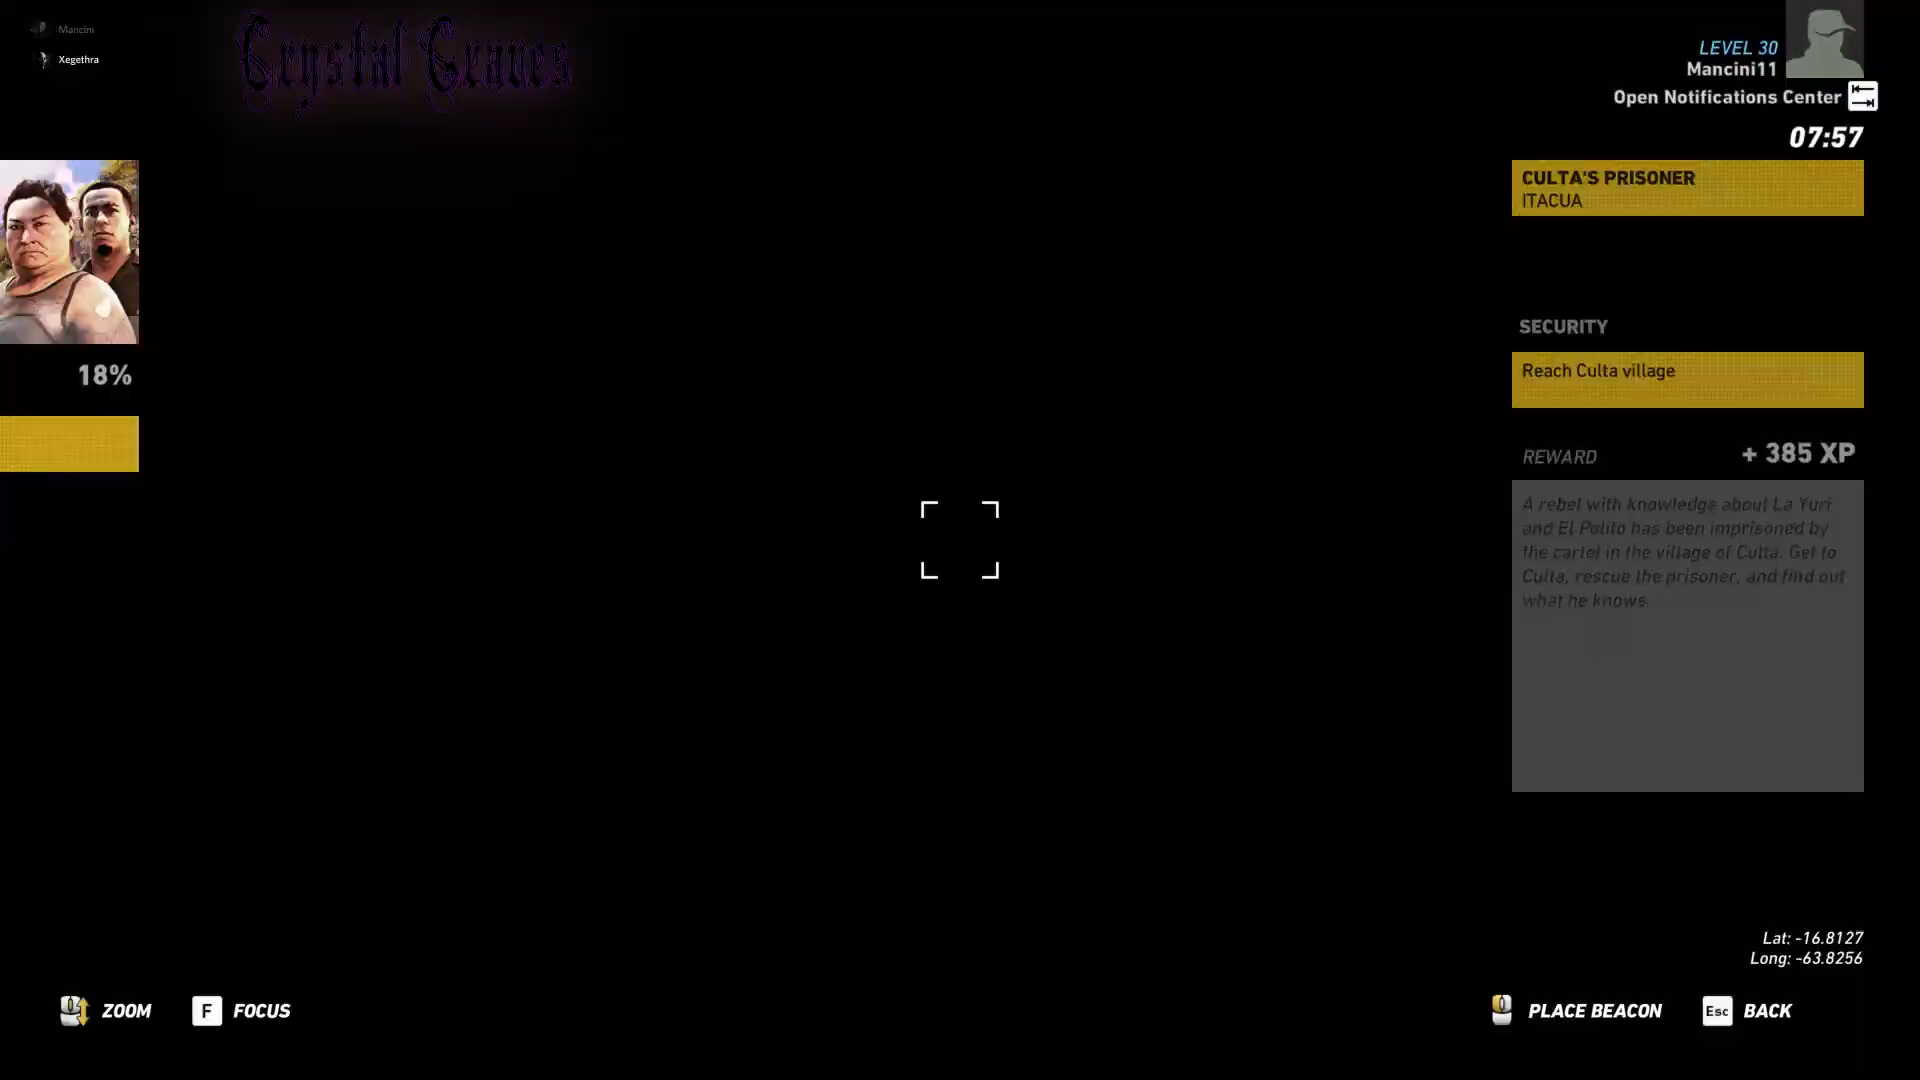 Mancini
Xegethra
Crystal Graves
LEVEL 30
Mancini11
Open Notifications Center
07:57
CULTA'S PRISONER
ITACUA
18%
SECURITY
Reach Culta village
REWARD
+ 385 XP
A rebel with knowledge about La Yuri
and El Polito has been imprisoned by
the cartel in the village of Culta. Get to
Culta, rescue the prisoner, and find out
what he knows.
Lat: -16.8127
Long: -63.8256
ZOOM
F FOCUS
PLACE BEACON
Esc BACK